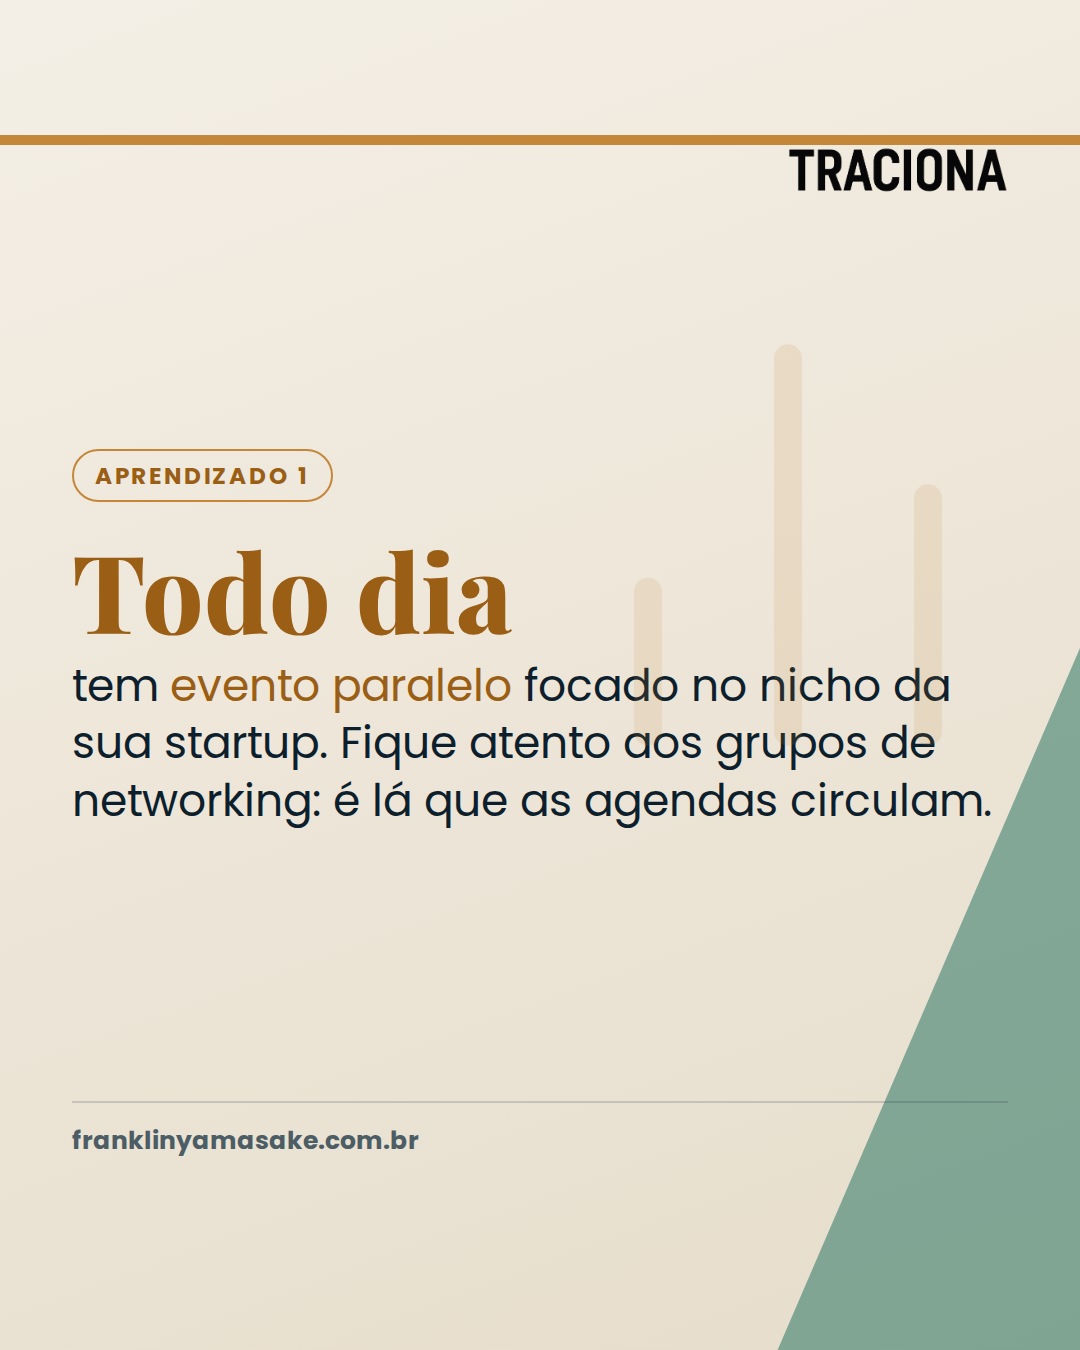 TRACIONA
APRENDIZADO 1
Todo dia
tem evento paralelo focado no nicho da
sua startup. Fique atento dos grupos de
networking: é lá que as agendas circulam.
franklinyamasake.com.br